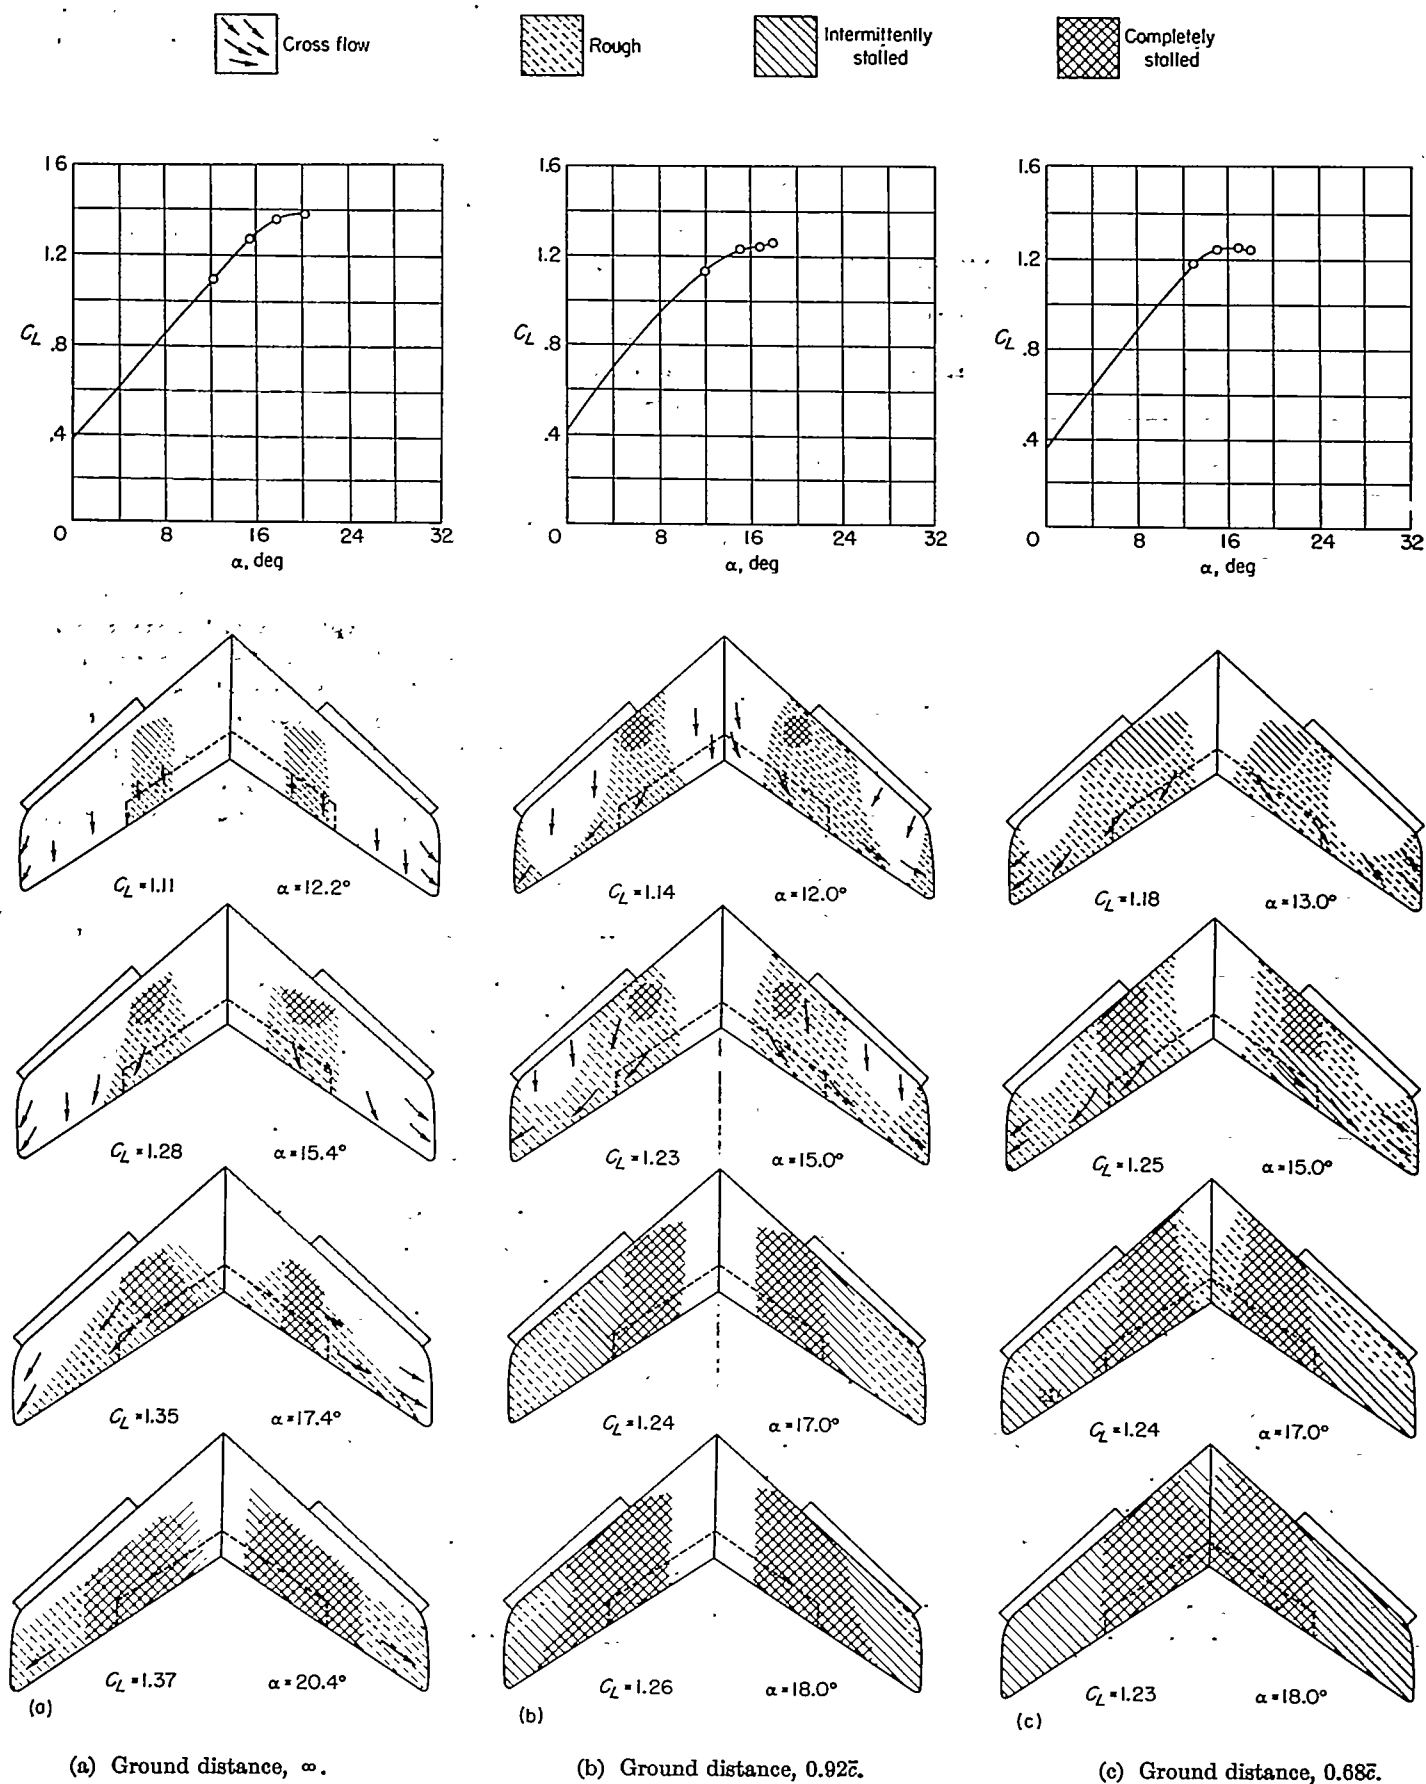 Cross flow
Rough
Intermittently
stalled
Completely
stalled
1.6
1.2
C_L .8
.4
0 8 16 24 32
α, deg
1.6
1.2
C_L .8
.4
0 8 16 24 32
α, deg
1.6
1.2
C_L .8
.4
0 8 16 24 32
α, deg
C_L=1.11 α=12.2°
C_L=1.14 α=12.0°
C_L=1.18 α=13.0°
C_L=1.28 α=15.4°
C_L=1.23 α=15.0°
C_L=1.25 α=15.0°
C_L=1.35 α=17.4°
C_L=1.24 α=17.0°
C_L=1.24 α=17.0°
C_L=1.37 α=20.4°
C_L=1.26 α=18.0°
C_L=1.23 α=18.0°
(a)
(b)
(c)
(a) Ground distance, ∞.
(b) Ground distance, 0.92c̄.
(c) Ground distance, 0.68c̄.